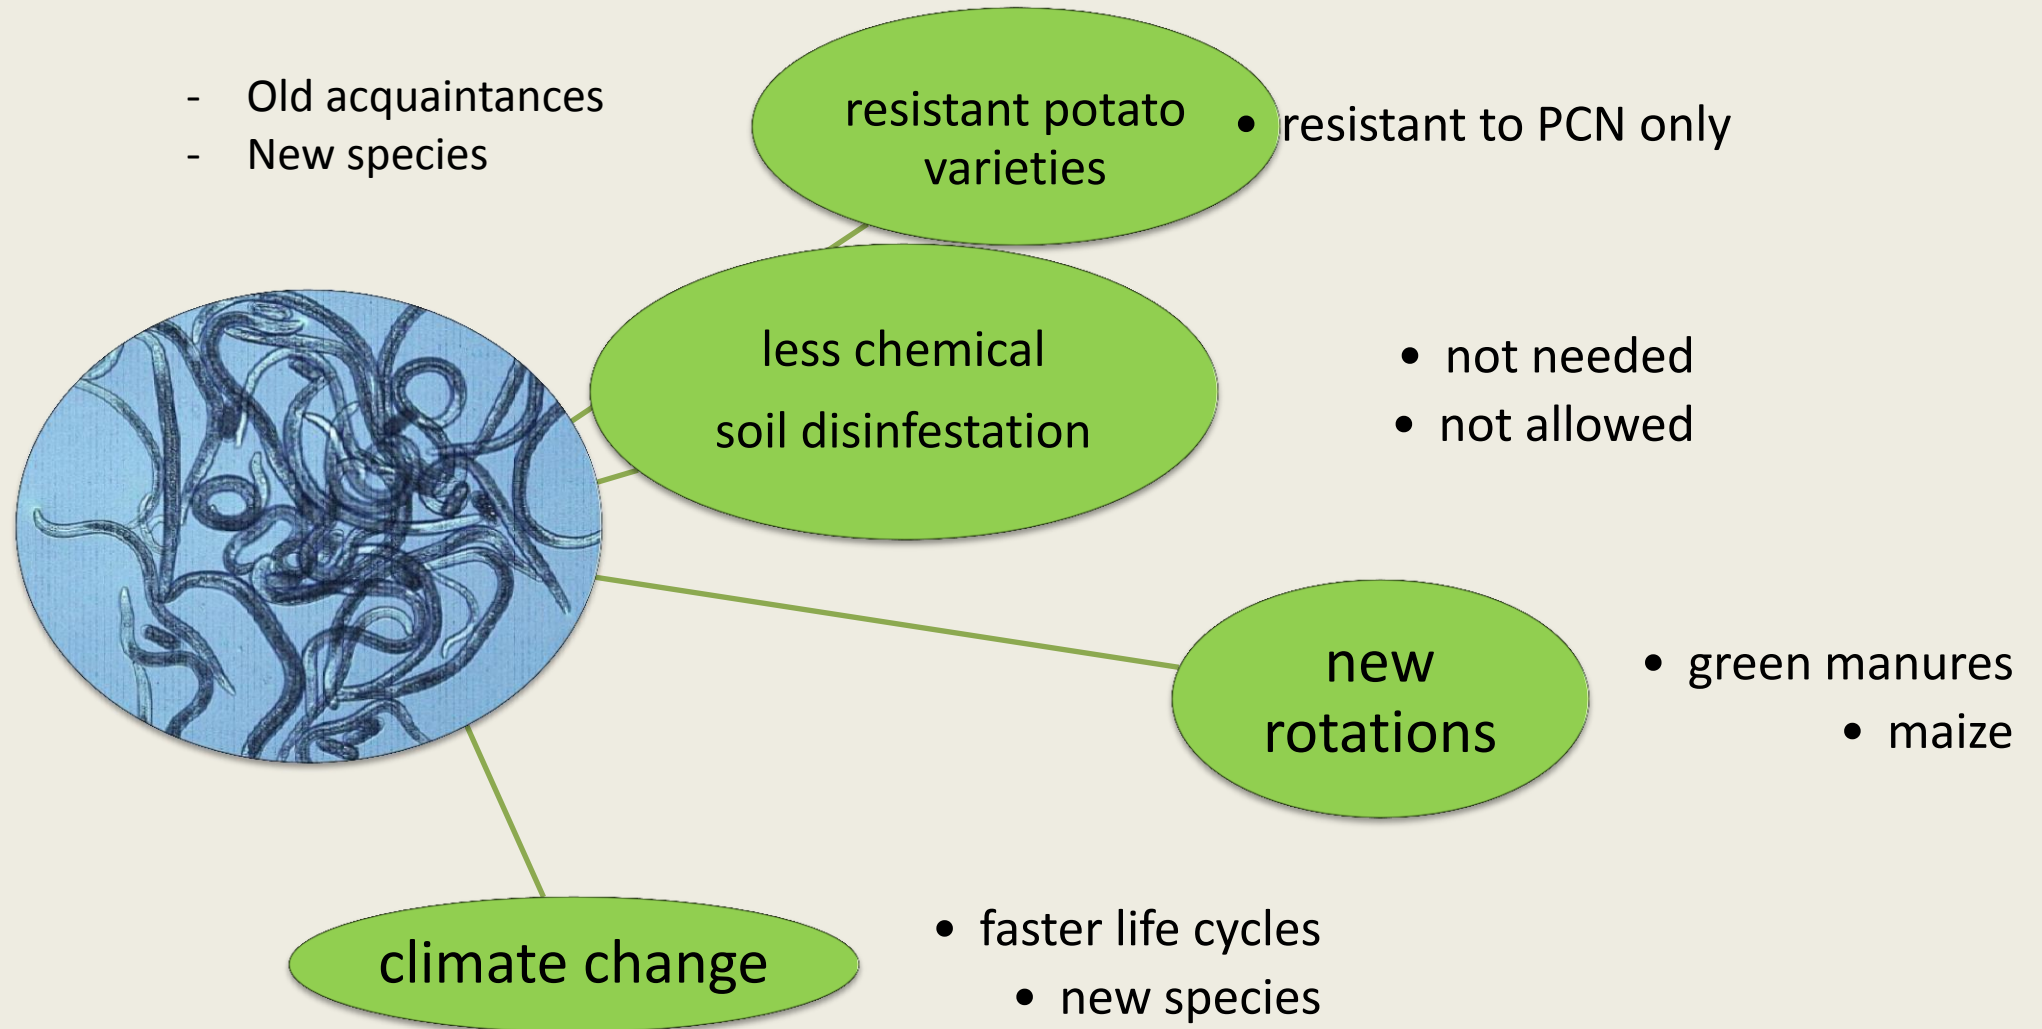 - Old acquaintances
- New species
resistant potato
varieties
• resistant to PCN only
less chemical
soil disinfestation
• not needed
• not allowed
new
rotations
• green manures
• maize
climate change
• faster life cycles
• new species